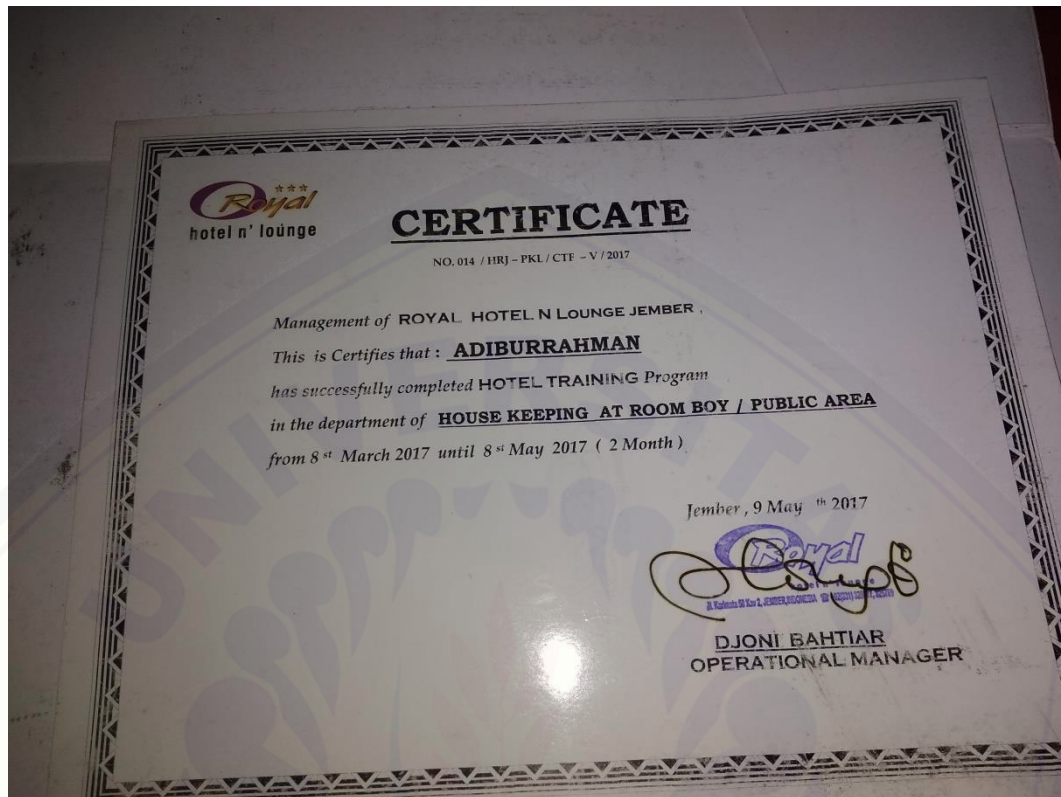 Royal
hotel n' lounge
CERTIFICATE
NO. 014 / HRJ – PKL / CTF – V / 2017
Management of ROYAL HOTEL N LOUNGE JEMBER ,
This is Certifies that : ADIBURRAHMAN
has successfully completed HOTEL TRAINING Program
in the department of HOUSE KEEPING AT ROOM BOY / PUBLIC AREA
from 8 st March 2017 until 8 st May 2017 ( 2 Month )
Jember , 9 May th 2017
Royal
DJONI BAHTIAR
OPERATIONAL MANAGER
UNIVERSITA